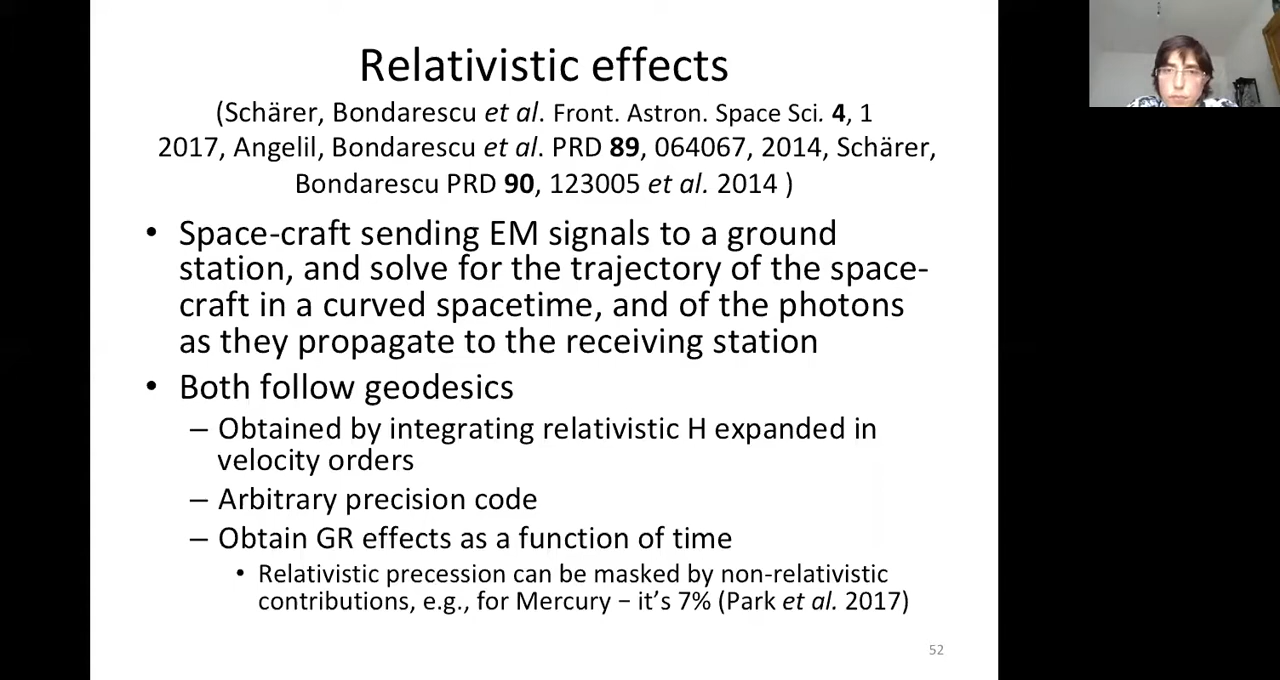 Relativistic effects
(Schärer, Bondarescu et al. Front. Astron. Space Sci. 4, 1
2017, Angelil, Bondarescu et al. PRD 89, 064067, 2014, Schärer,
Bondarescu PRD 90, 123005 et al. 2014 )
• Space-craft sending EM signals to a ground
station, and solve for the trajectory of the space-
craft in a curved spacetime, and of the photons
as they propagate to the receiving station
• Both follow geodesics
– Obtained by integrating relativistic H expanded in
velocity orders
– Arbitrary precision code
– Obtain GR effects as a function of time
• Relativistic precession can be masked by non-relativistic
contributions, e.g., for Mercury – it's 7% (Park et al. 2017)
52